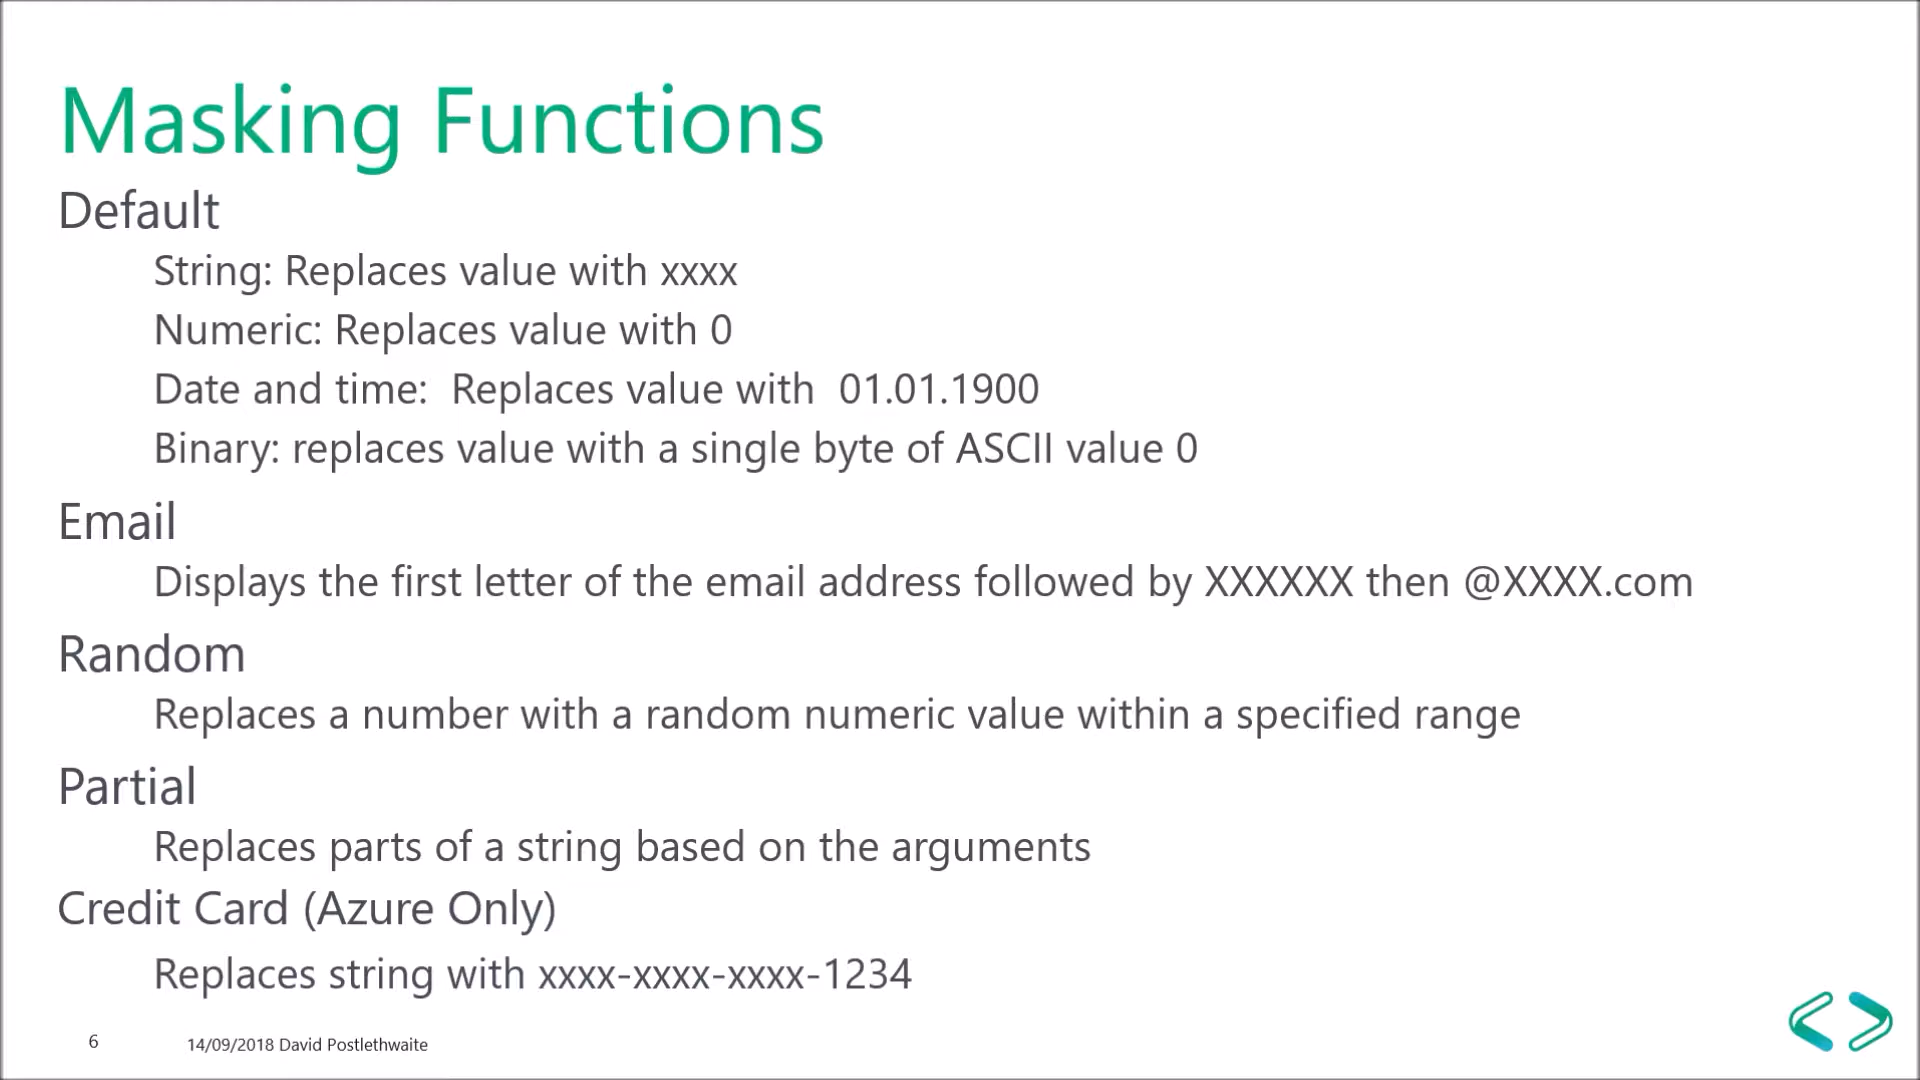 Masking Functions
Default
String: Replaces value with xxxx
Numeric: Replaces value with 0
Date and time:  Replaces value with  01.01.1900
Binary: replaces value with a single byte of ASCII value 0
Email
Displays the first letter of the email address followed by XXXXXX then @XXXX.com
Random
Replaces a number with a random numeric value within a specified range
Partial
Replaces parts of a string based on the arguments
Credit Card (Azure Only)
Replaces string with xxxx-xxxx-xxxx-1234
6 14/09/2018 David Postlethwaite